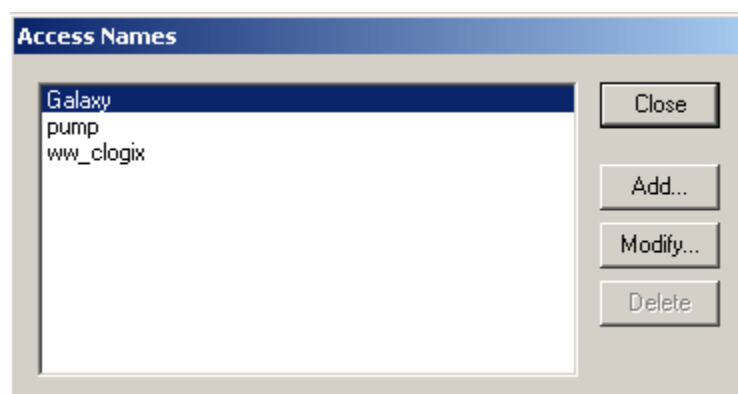 Access Names
Galaxy
pump
ww_clogix
Close
Add...
Modify...
Delete